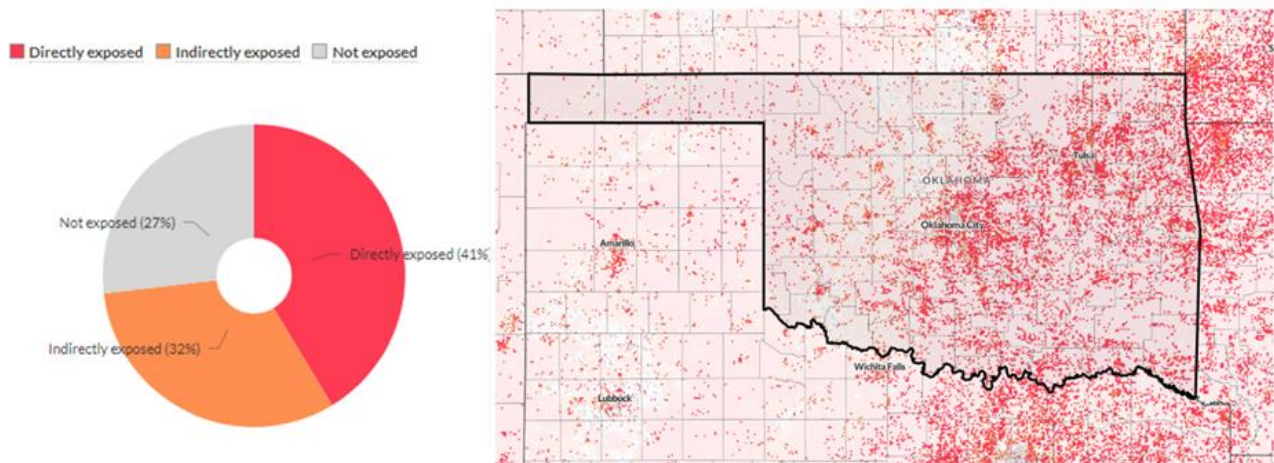 Directly exposed Indirectly exposed Not exposed
Not exposed (27%)
Directly exposed (41%)
Indirectly exposed (32%)
Tulsa
OKLAHOMA
Oklahoma City
Amarillo
Wichita Falls
Lubbock